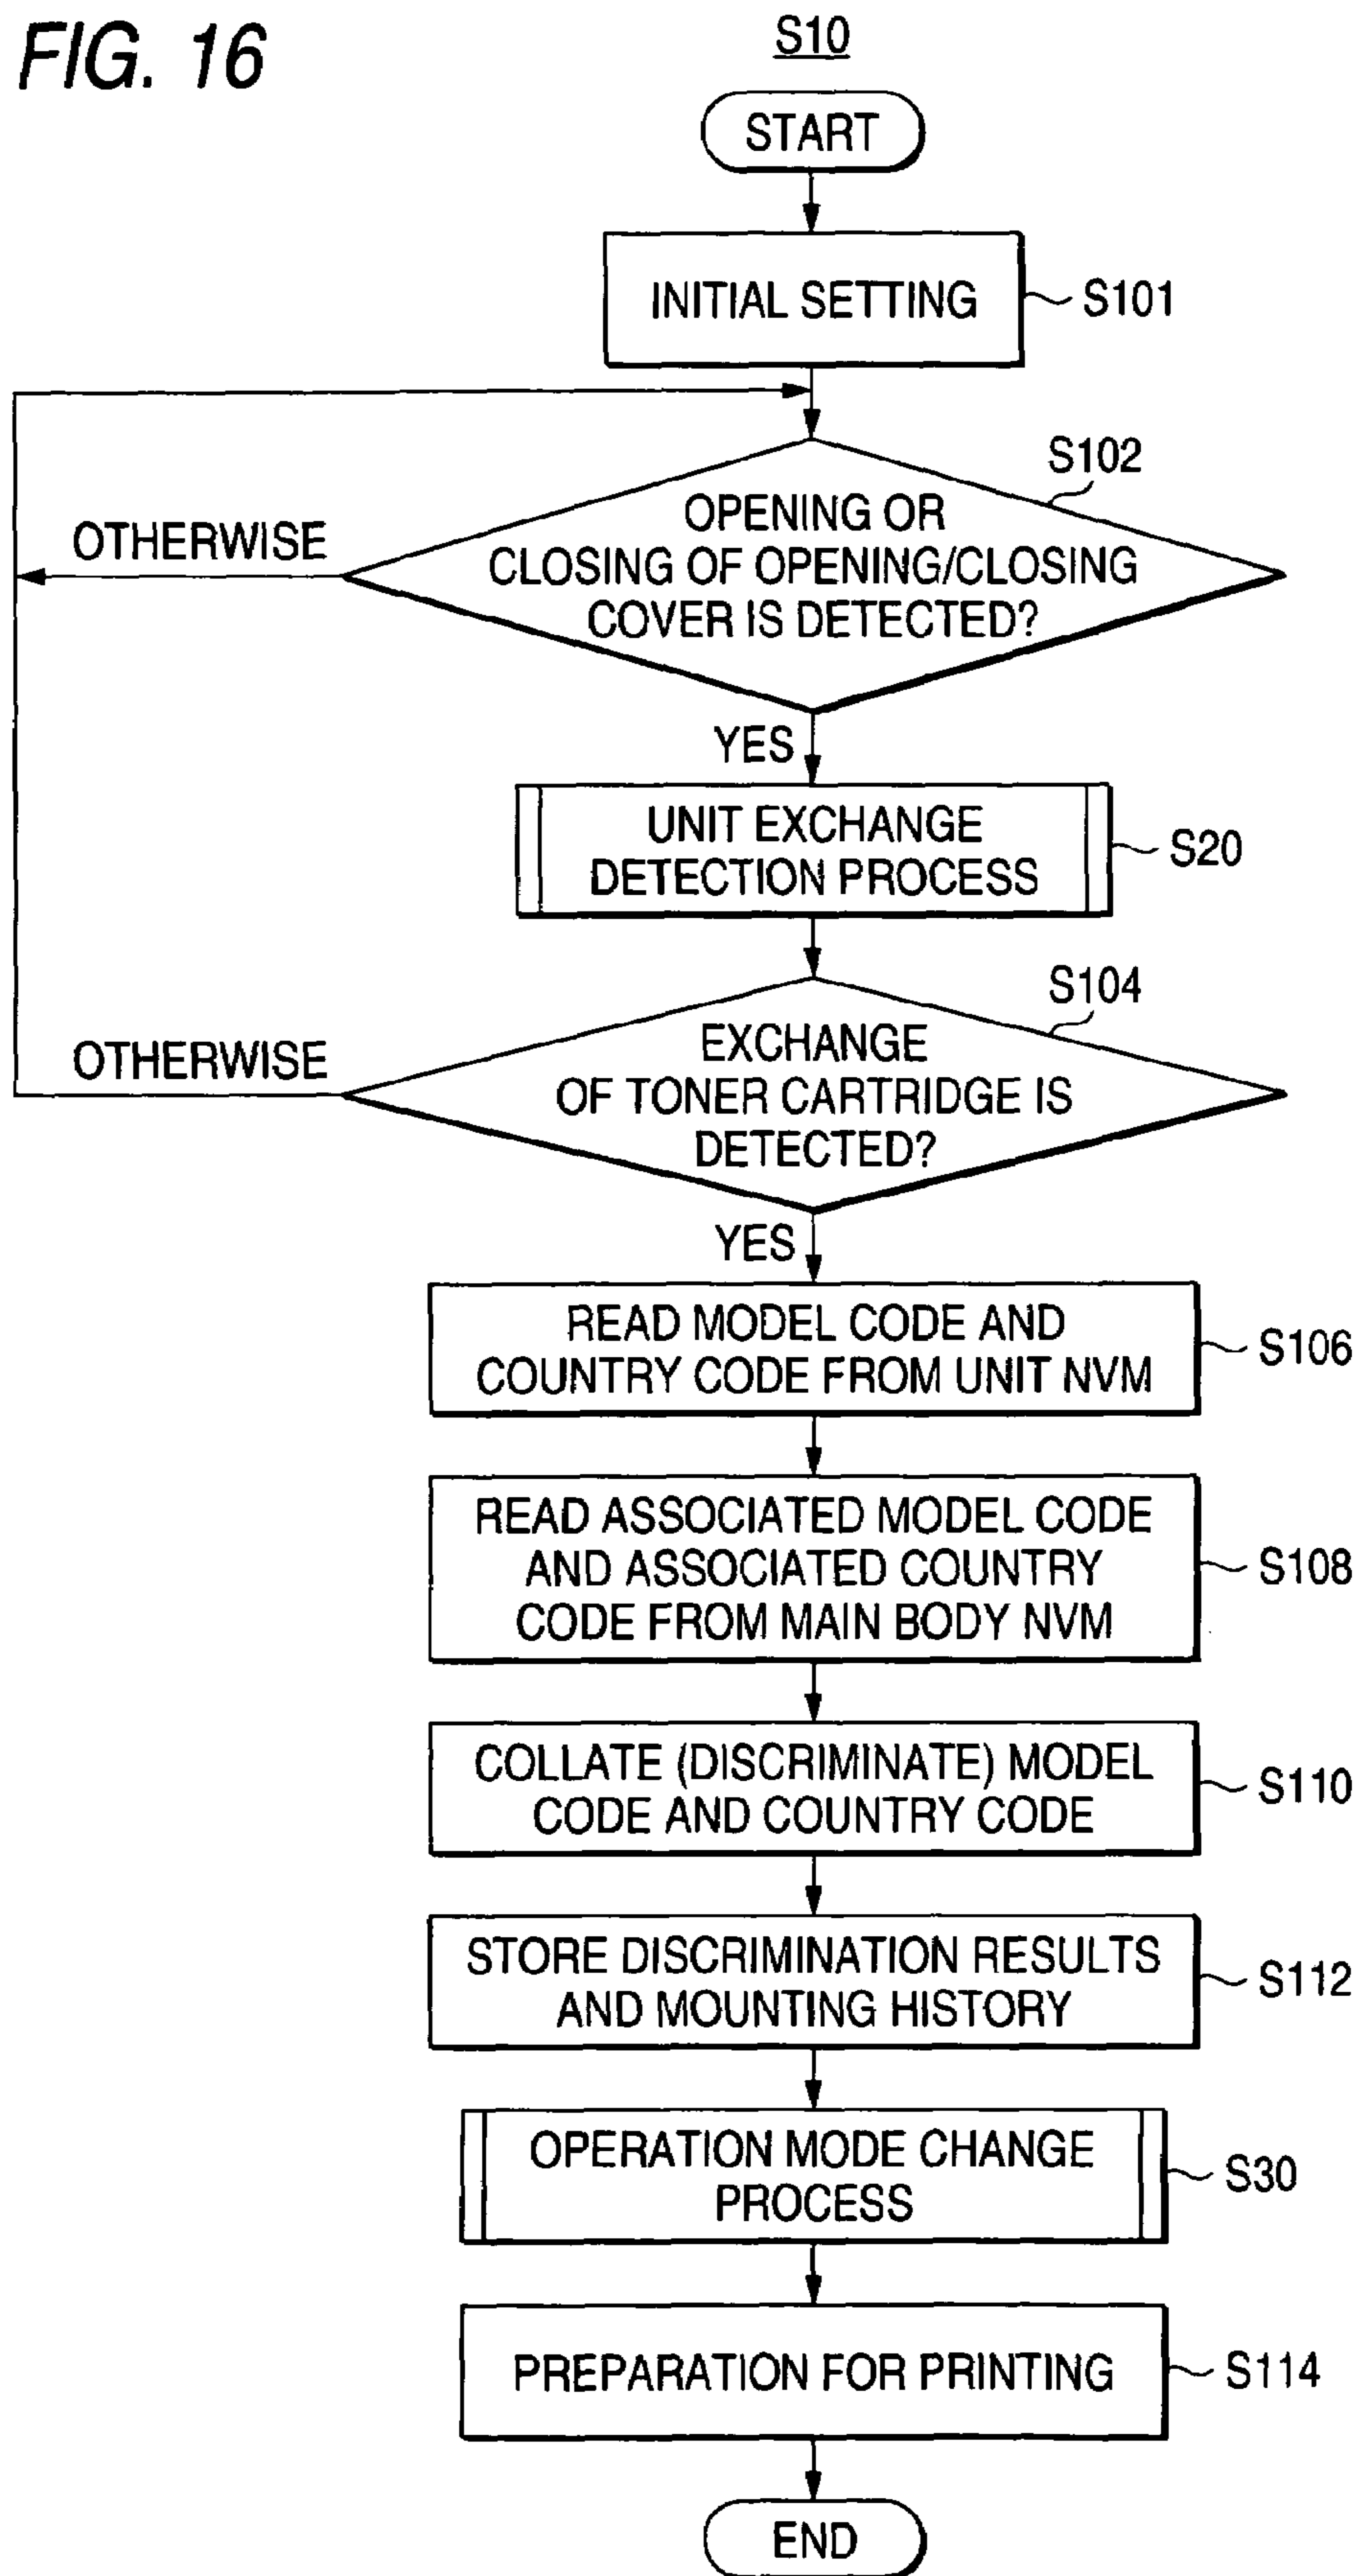 FIG. 16
S10
START
INITIAL SETTING
S101
S102
OPENING OR
CLOSING OF OPENING/CLOSING
COVER IS DETECTED?
OTHERWISE
YES
UNIT EXCHANGE
DETECTION PROCESS
S20
S104
EXCHANGE
OF TONER CARTRIDGE IS
DETECTED?
OTHERWISE
YES
READ MODEL CODE AND
COUNTRY CODE FROM UNIT NVM
S106
READ ASSOCIATED MODEL CODE
AND ASSOCIATED COUNTRY
CODE FROM MAIN BODY NVM
S108
COLLATE (DISCRIMINATE) MODEL
CODE AND COUNTRY CODE
S110
STORE DISCRIMINATION RESULTS
AND MOUNTING HISTORY
S112
OPERATION MODE CHANGE
PROCESS
S30
PREPARATION FOR PRINTING
S114
END